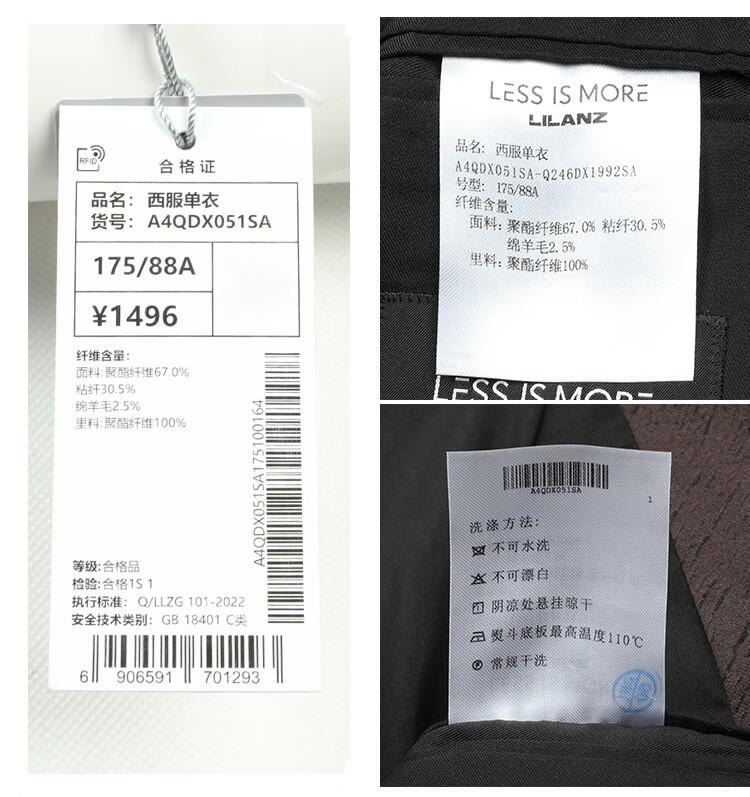 RFID
合格证
品名: 西服单衣
货号: A4QDX051SA
175/88A
¥1496
纤维含量:
面料:聚酯纤维67.0%
粘纤30.5%
绵羊毛2.5%
里料:聚酯纤维100%
A4QDX051SA175100164
等级:合格品
检验:合格1S 1
执行标准: Q/LLZG 101-2022
安全技术类别: GB 18401 C类
6 906591 701293
LESS IS MORE
LILANZ
品名: 西服单衣
A4QDX051SA-Q246DX1992SA
号型: 175/88A
纤维含量:
面料: 聚酯纤维67.0% 粘纤30.5%
绵羊毛2.5%
里料: 聚酯纤维100%
LESS IS MORE
A4QDX051SA
1
洗涤方法:
不可水洗
不可漂白
阴凉处悬挂晾干
熨斗底板最高温度110℃
常规干洗